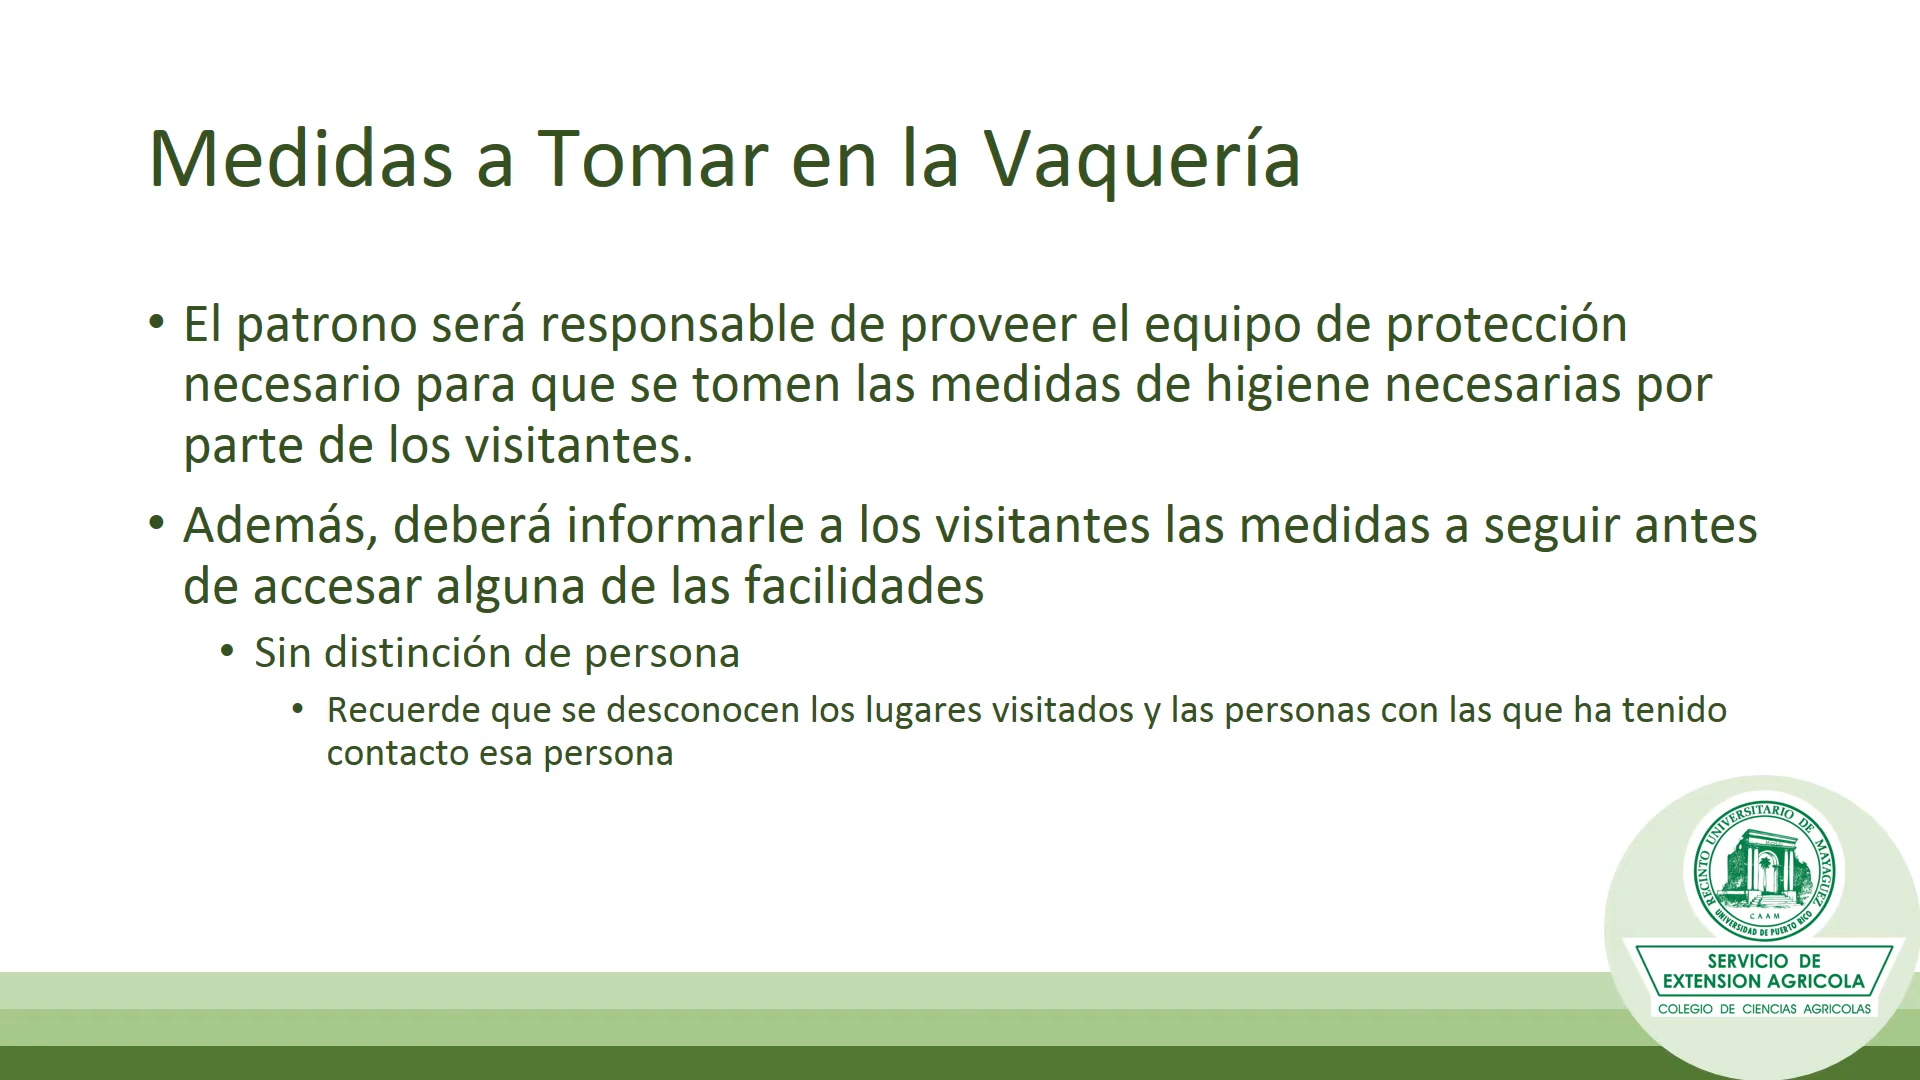 Medidas a Tomar en la Vaquería
• El patrono será responsable de proveer el equipo de protección
necesario para que se tomen las medidas de higiene necesarias por
parte de los visitantes.
• Además, deberá informarle a los visitantes las medidas a seguir antes
de accesar alguna de las facilidades
• Sin distinción de persona
• Recuerde que se desconocen los lugares visitados y las personas con las que ha tenido
contacto esa persona
RECINTO UNIVERSITARIO DE MAYAGUEZ
CAAM
UNIVERSIDAD DE PUERTO RICO
SERVICIO DE
EXTENSION AGRICOLA
COLEGIO DE CIENCIAS AGRICOLAS